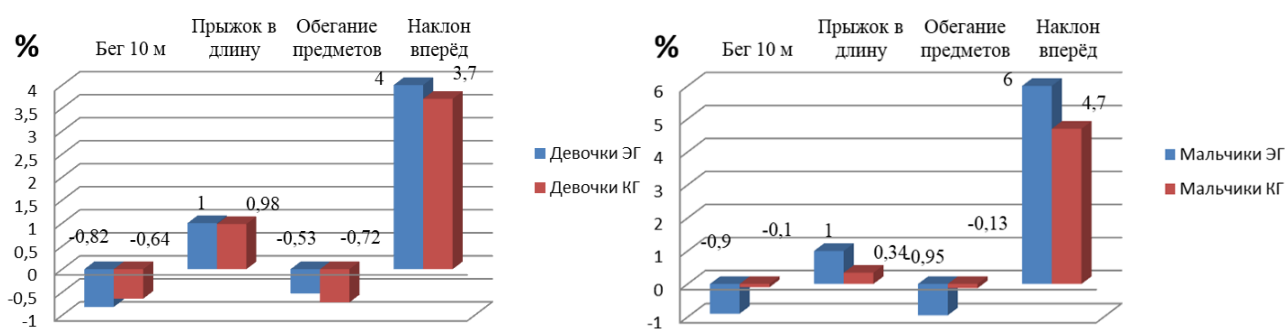 %
Бег 10 м
Прыжок в
длину
Обегание
предметов
Наклон
вперёд
4
3,5
3
2,5
2
1,5
1
0,5
0
-0,5
-1
-0,82
-0,64
1
0,98
-0,53
-0,72
4
3,7
Девочки ЭГ
Девочки КГ
%
Бег 10 м
Прыжок в
длину
Обегание
предметов
Наклон
вперёд
6
5
4
3
2
1
0
-1
-0,9
-0,1
1
0,34
-0,95
-0,13
6
4,7
Мальчики ЭГ
Мальчики КГ